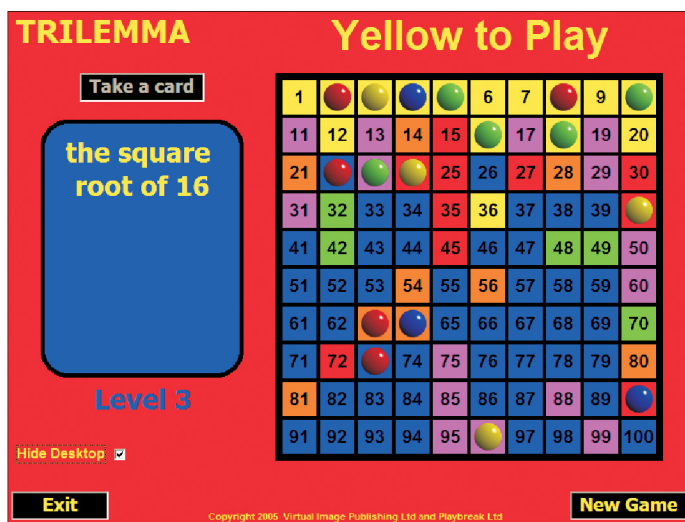 TRILEMMA
Yellow to Play
Take a card
the square
root of 16
1 6 7 9
11 12 13 14 15 17 19 20
21 25 26 27 28 29 30
31 32 33 34 35 36 37 38 39
41 42 43 44 45 46 47 48 49 50
51 52 53 54 55 56 57 58 59 60
61 62 65 66 67 68 69 70
71 72 74 75 76 77 78 79 80
81 82 83 84 85 86 87 88 89
91 92 93 94 95 97 98 99 100
Level 3
Hide Desktop
Exit
Copyright 2005 Virtual Image Publishing Ltd and Playbreak Ltd
New Game